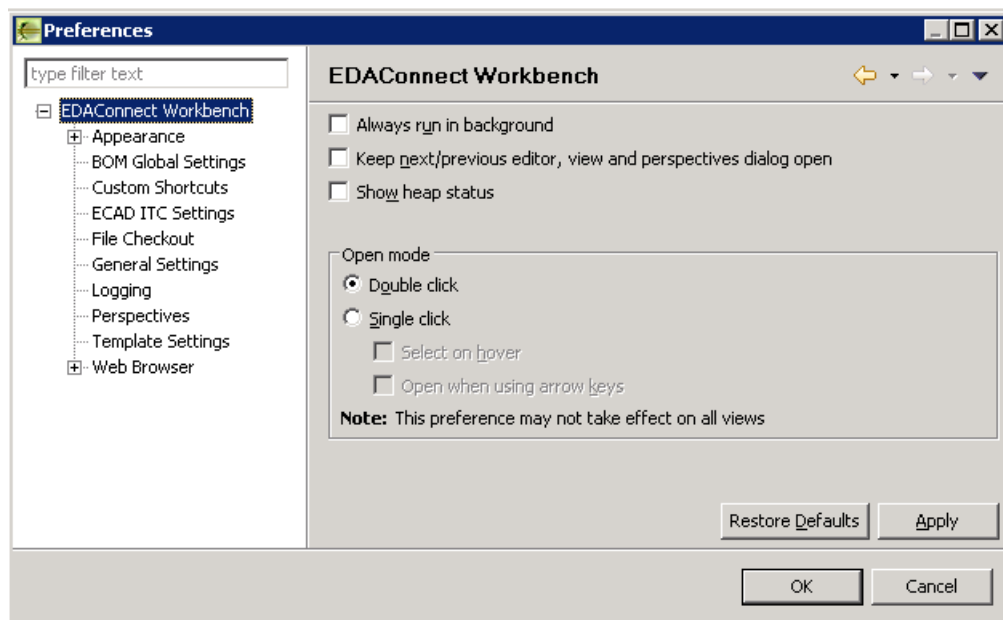 Preferences
type filter text
EDAConnect Workbench
Appearance
BOM Global Settings
Custom Shortcuts
ECAD ITC Settings
File Checkout
General Settings
Logging
Perspectives
Template Settings
Web Browser
EDAConnect Workbench
Always run in background
Keep next/previous editor, view and perspectives dialog open
Show heap status
Open mode
Double click
Single click
Select on hover
Open when using arrow keys
Note: This preference may not take effect on all views
Restore Defaults
Apply
OK
Cancel